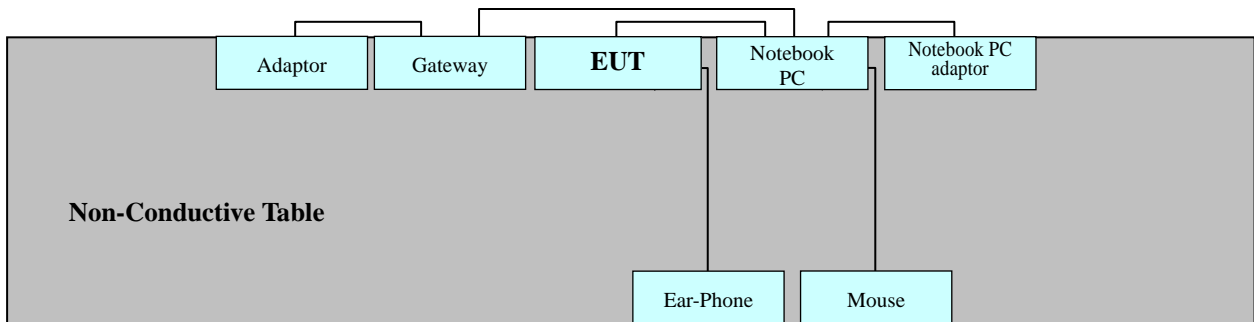 Adaptor
Gateway
EUT
Notebook
PC
Notebook PC
adaptor
Non-Conductive Table
Ear-Phone
Mouse